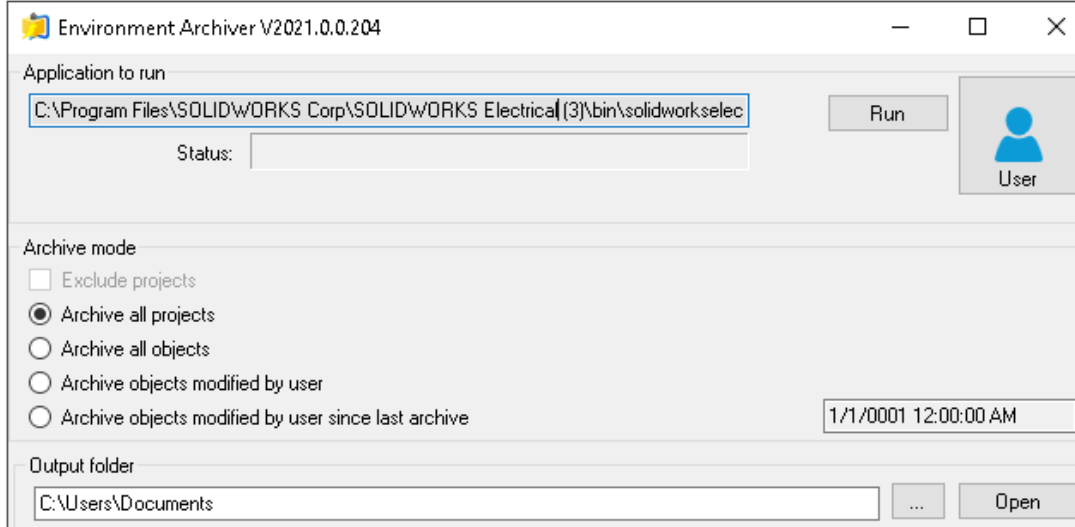 Environment Archiver V2021.0.0.204
Application to run
C:\Program Files\SOLIDWORKS Corp\SOLIDWORKS Electrical (3)\bin\solidworkselec
Run
Status:
User
Archive mode
Exclude projects
Archive all projects
Archive all objects
Archive objects modified by user
Archive objects modified by user since last archive
1/1/0001 12:00:00 AM
Output folder
C:\Users\Documents
...
Open